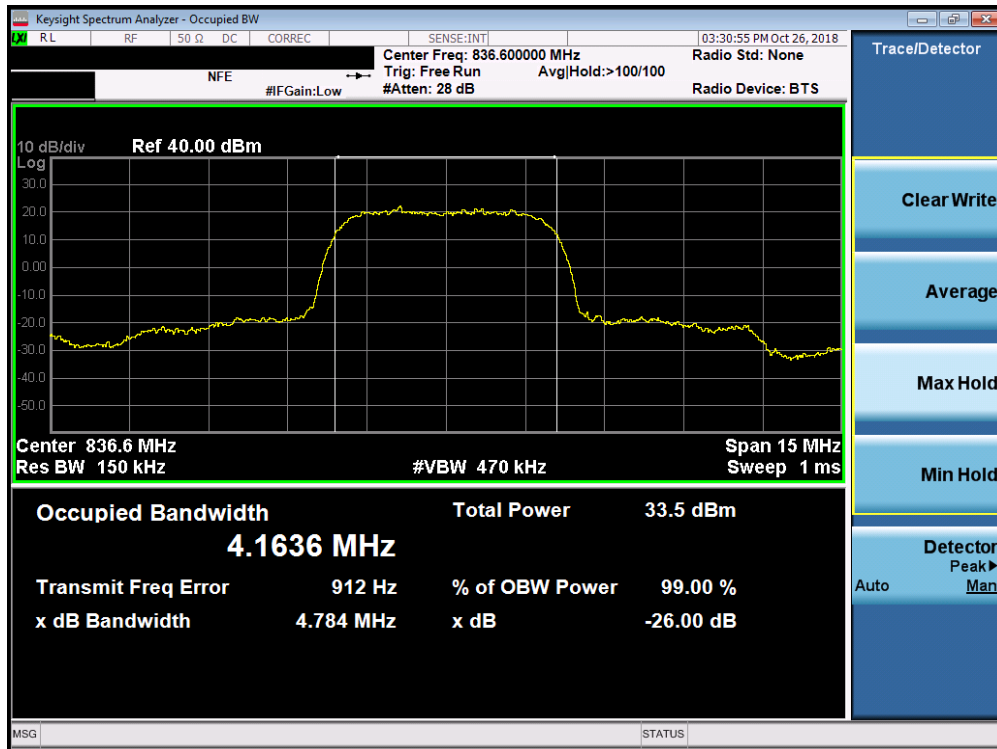 Keysight Spectrum Analyzer - Occupied BW
LXI RL RF 50 Ω DC CORREC SENSE:INT 03:30:55 PM Oct 26, 2018
Center Freq: 836.600000 MHz Radio Std: None
NFE Trig: Free Run Avg|Hold:>100/100
#IFGain:Low #Atten: 28 dB Radio Device: BTS
Trace/Detector
10 dB/div Ref 40.00 dBm
Log
30.0
20.0
10.0
0.00
-10.0
-20.0
-30.0
-40.0
-50.0
Center 836.6 MHz Span 15 MHz
Res BW 150 kHz #VBW 470 kHz Sweep 1 ms
Occupied Bandwidth Total Power 33.5 dBm
4.1636 MHz
Transmit Freq Error 912 Hz % of OBW Power 99.00 %
x dB Bandwidth 4.784 MHz x dB -26.00 dB
Clear Write
Average
Max Hold
Min Hold
Detector
Peak▶
Auto Man
MSG STATUS